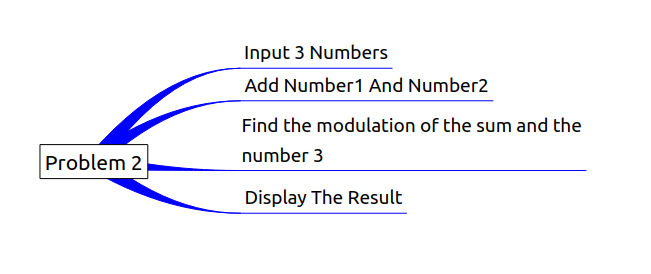 Input 3 Numbers
Add Number1 And Number2
Find the modulation of the sum and the
number 3
Problem 2
Display The Result